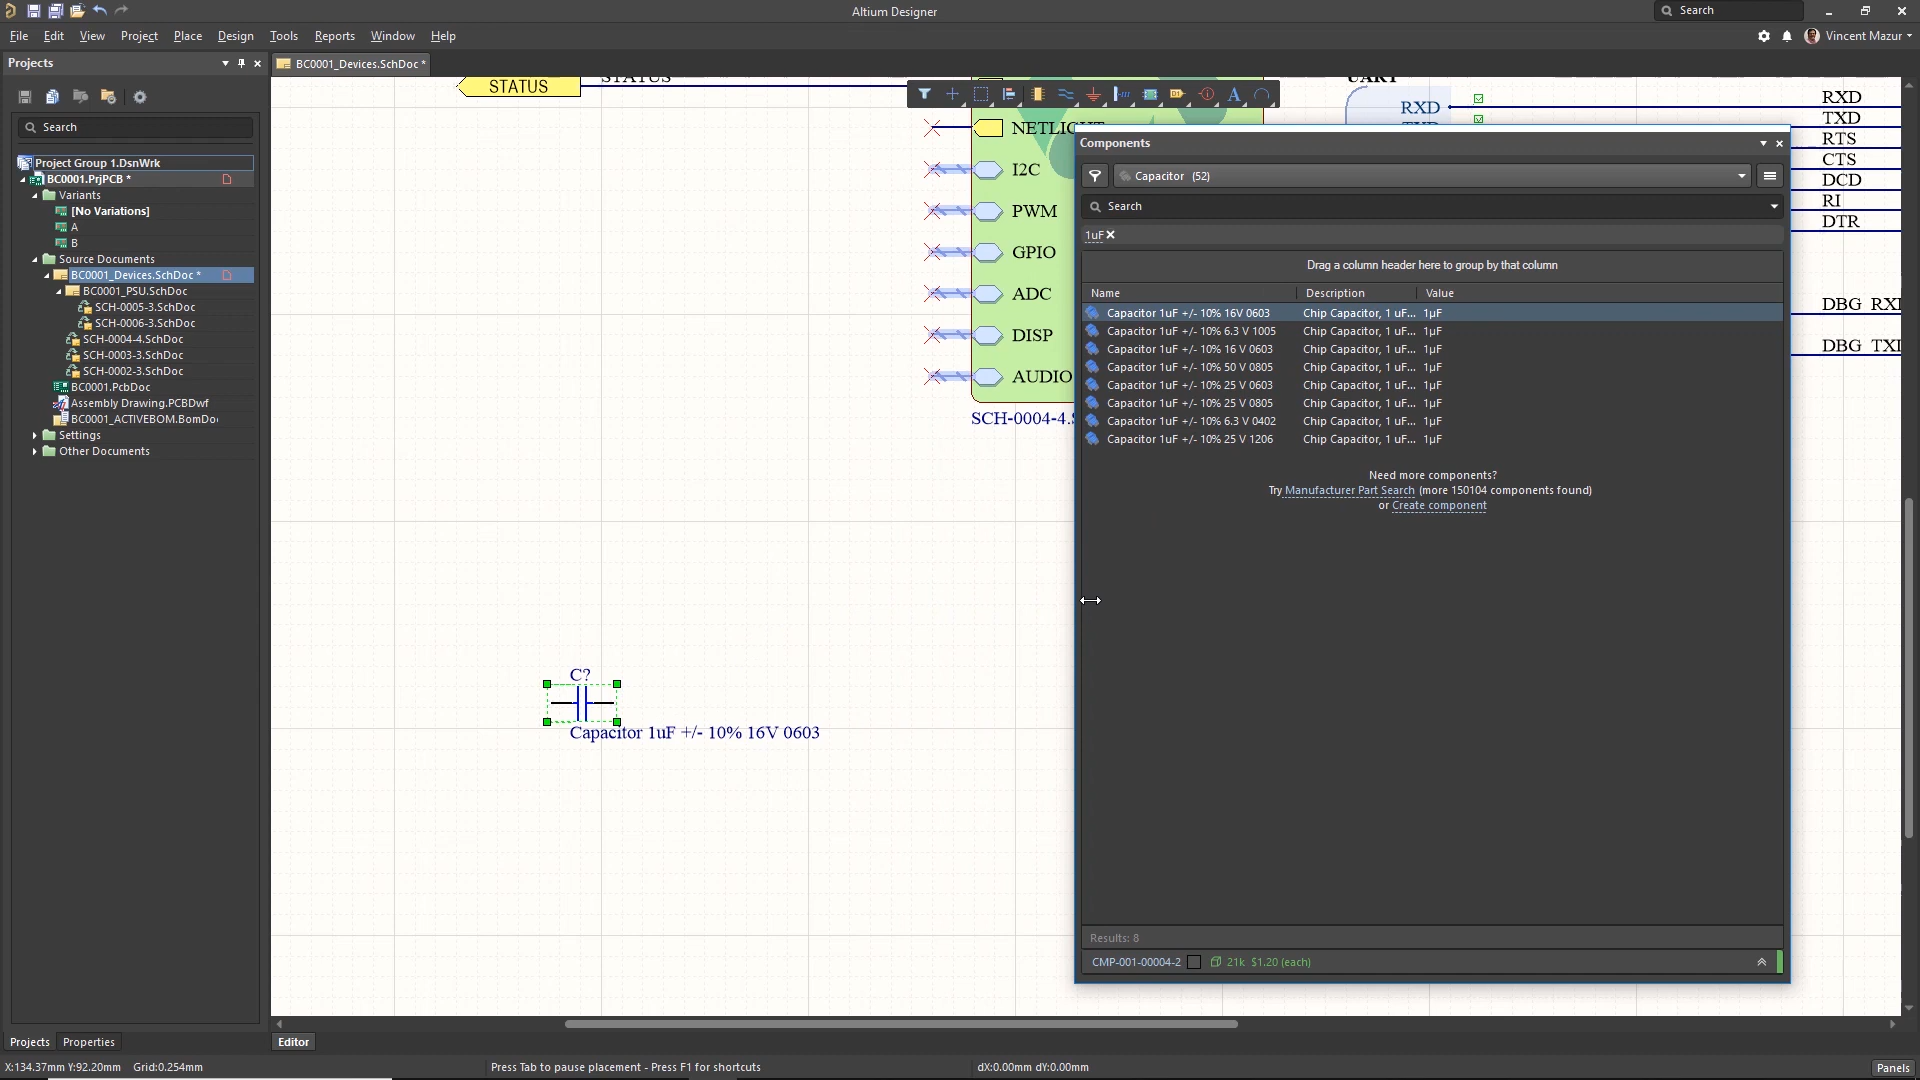 Altium Designer
Search
File Edit View Project Place Design Tools Reports Window Help
Vincent Mazur
Projects
Search
Project Group 1.DsnWrk
BC0001.PrjPCB *
Variants
[No Variations]
A
B
Source Documents
BC0001_Devices.SchDoc *
BC0001_PSU.SchDoc
SCH-0005-3.SchDoc
SCH-0006-3.SchDoc
SCH-0004-4.SchDoc
SCH-0003-3.SchDoc
SCH-0002-3.SchDoc
BC0001.PcbDoc
Assembly Drawing.PCBDwf
BC0001_ACTIVEBOM.BomDo
Settings
Other Documents
Projects Properties
BC0001_Devices.SchDoc *
STATUS
STATUS
NETLIGHT
I2C
PWM
GPIO
ADC
DISP
AUDIO
SCH-0004-4.S
UART
RXD
TXD
RXD
TXD
RTS
CTS
DCD
RI
DTR
DBG RXI
DBG TXI
C?
Capacitor 1uF +/- 10% 16V 0603
Components
Capacitor (52)
Search
1uF
Drag a column header here to group by that column
Name Description Value
Capacitor 1uF +/- 10% 16V 0603 Chip Capacitor, 1 uF... 1µF
Capacitor 1uF +/- 10% 6.3 V 1005 Chip Capacitor, 1 uF... 1µF
Capacitor 1uF +/- 10% 16 V 0603 Chip Capacitor, 1 uF... 1µF
Capacitor 1uF +/- 10% 50 V 0805 Chip Capacitor, 1 uF... 1µF
Capacitor 1uF +/- 10% 25 V 0603 Chip Capacitor, 1 uF... 1µF
Capacitor 1uF +/- 10% 25 V 0805 Chip Capacitor, 1 uF... 1µF
Capacitor 1uF +/- 10% 6.3 V 0402 Chip Capacitor, 1 uF... 1µF
Capacitor 1uF +/- 10% 25 V 1206 Chip Capacitor, 1 uF... 1µF
Need more components?
Try Manufacturer Part Search (more 150104 components found)
or Create component
Results: 8
CMP-001-00004-2 21k $1.20 (each)
Editor
X:134.37mm Y:92.20mm Grid:0.254mm
Press Tab to pause placement - Press F1 for shortcuts
dX:0.00mm dY:0.00mm
Panels